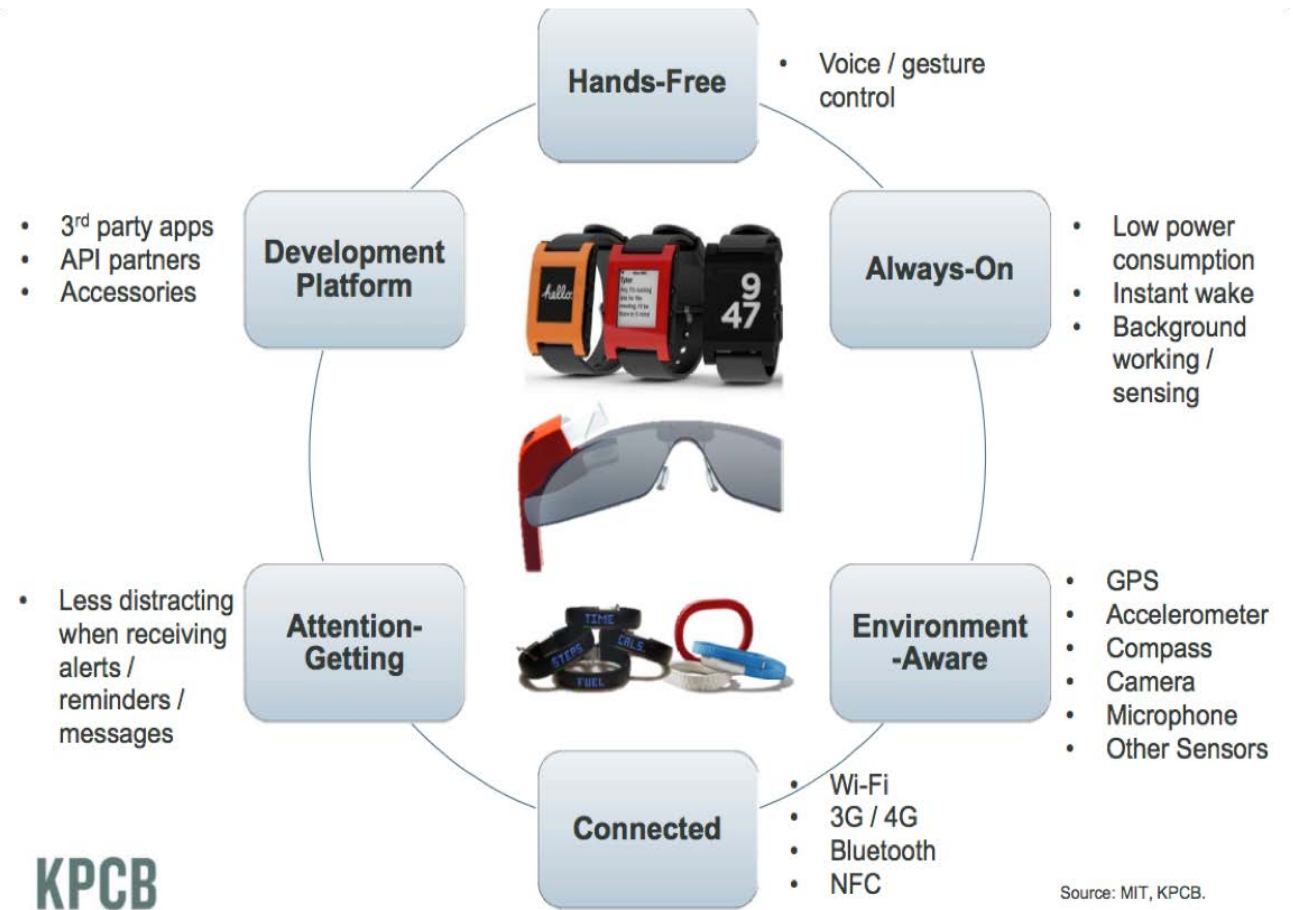 Hands-Free
• Voice / gesture
control
Development
Platform
• 3rd party apps
• API partners
• Accessories
Always-On
• Low power
consumption
• Instant wake
• Background
working /
sensing
hello
Tyler
9
47
Attention-
Getting
• Less distracting
when receiving
alerts /
reminders /
messages
TIME
STEPS
CALS.
FUEL
Environment
-Aware
• GPS
• Accelerometer
• Compass
• Camera
• Microphone
• Other Sensors
Connected
• Wi-Fi
• 3G / 4G
• Bluetooth
• NFC
KPCB
Source: MIT, KPCB.